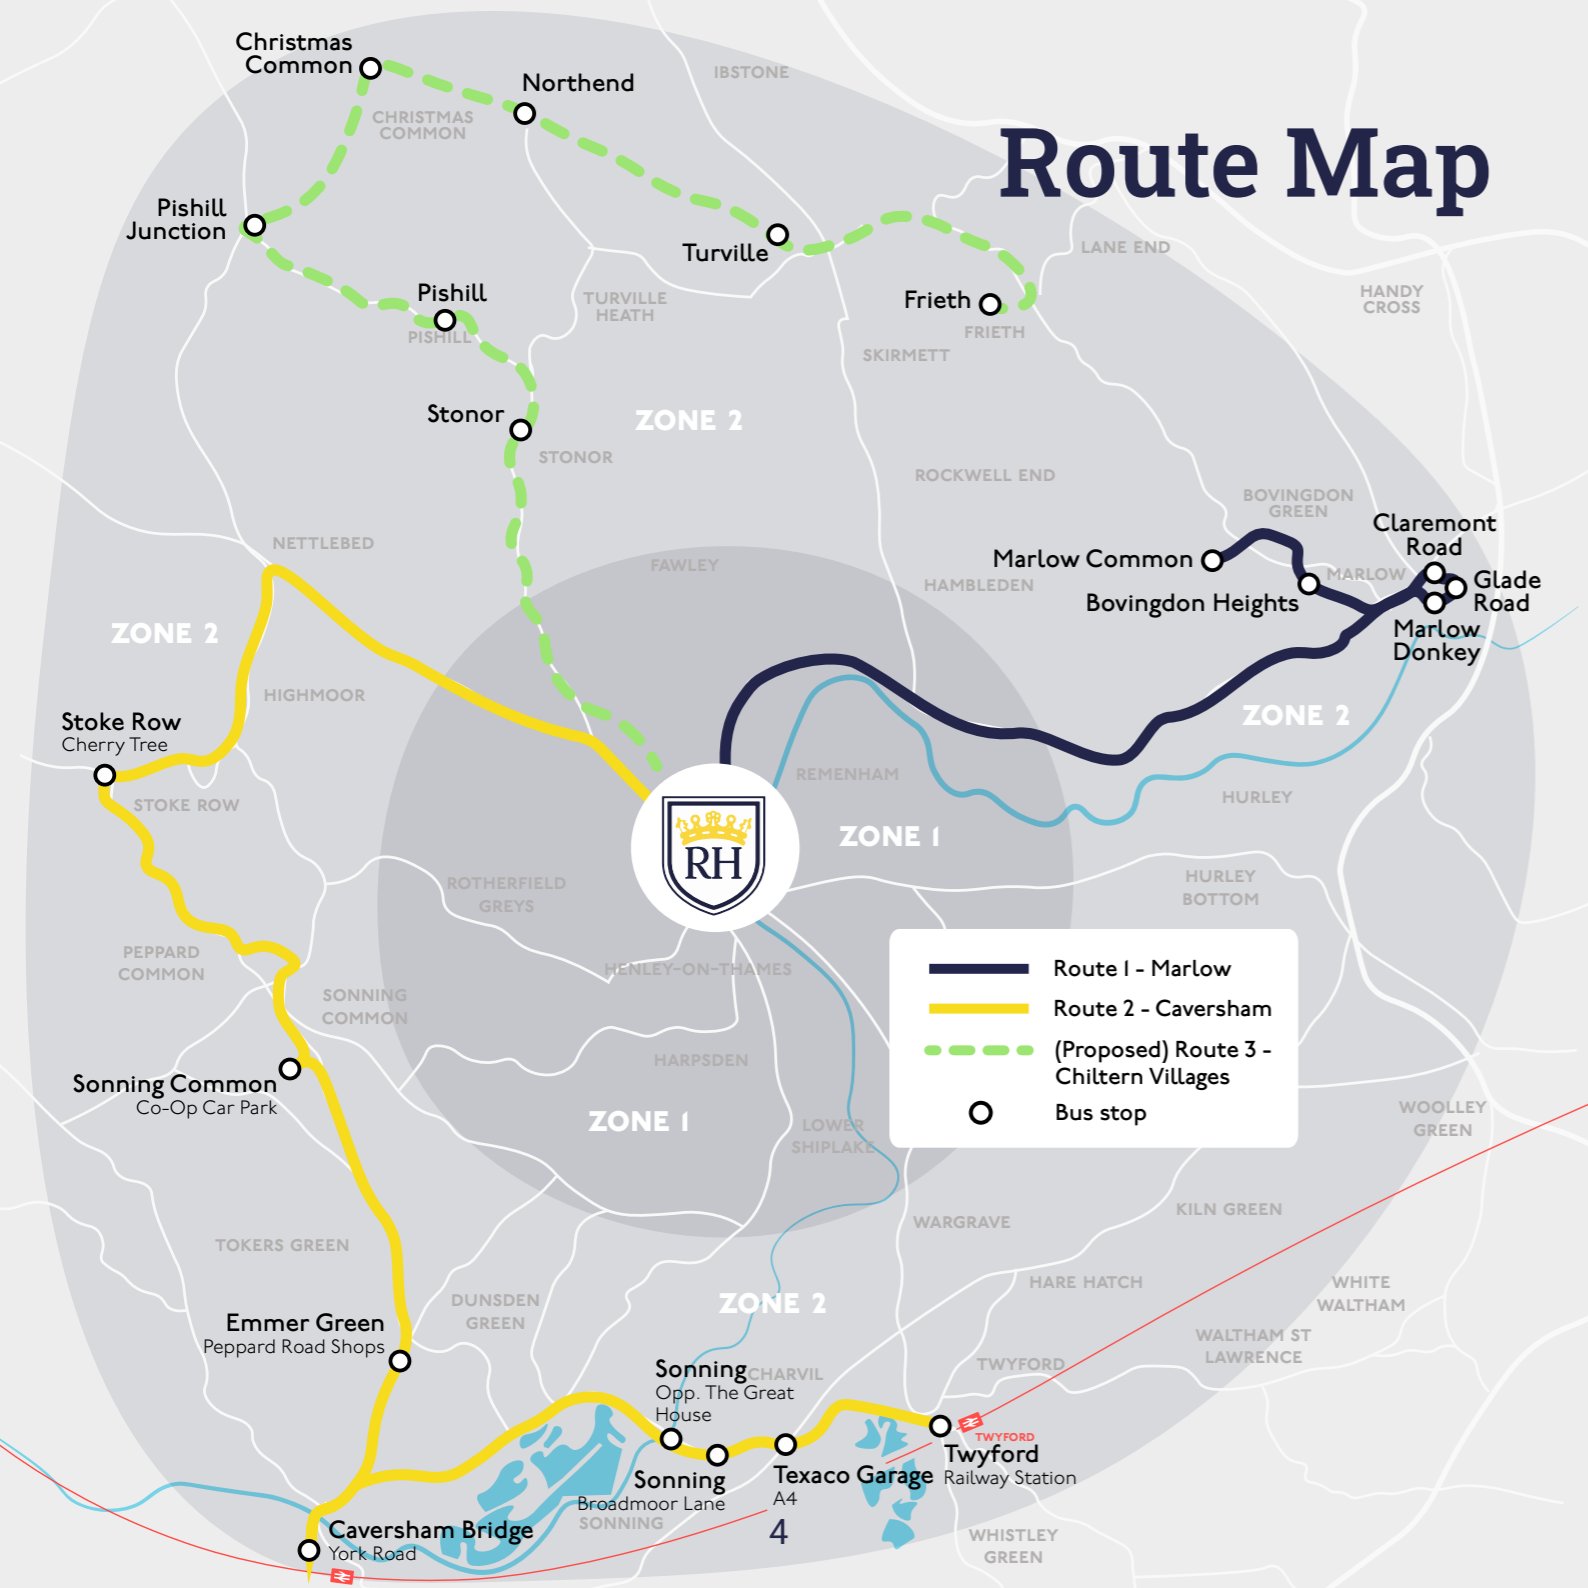 Route Map
Christmas
Common
Northend
IBSTONE
CHRISTMAS
COMMON
Pishill
Junction
Turville
LANE END
Pishill
PISHILL
TURVILLE
HEATH
Frieth
FRIETH
HANDY
CROSS
SKIRMETT
Stonor
STONOR
ZONE 2
ROCKWELL END
BOVINGDON
GREEN
Claremont
Road
NETTLEBED
FAWLEY
Marlow Common
HAMBLEDEN
MARLOW
Glade
Road
Bovingdon Heights
Marlow
Donkey
ZONE 2
HIGHMOOR
ZONE 2
Stoke Row
Cherry Tree
STOKE ROW
REMENHAM
HURLEY
ZONE 1
RH
ROTHERFIELD
GREYS
HURLEY
BOTTOM
PEPPARD
COMMON
HENLEY-ON-THAMES
SONNING
COMMON
Route 1 - Marlow
Route 2 - Caversham
(Proposed) Route 3 -
Chiltern Villages
Bus stop
HARPSDEN
Sonning Common
Co-Op Car Park
ZONE 1
LOWER
SHIPLAKE
WOOLLEY
GREEN
WARGRAVE
KILN GREEN
TOKERS GREEN
HARE HATCH
WHITE
WALTHAM
DUNSDEN
GREEN
ZONE 2
Emmer Green
Peppard Road Shops
WALTHAM ST
LAWRENCE
Sonning
Opp. The Great
House
CHARVIL
TWYFORD
TWYFORD
Twyford
Railway Station
Sonning
Broadmoor Lane
SONNING
Texaco Garage
A4
4
Caversham Bridge
York Road
WHISTLEY
GREEN